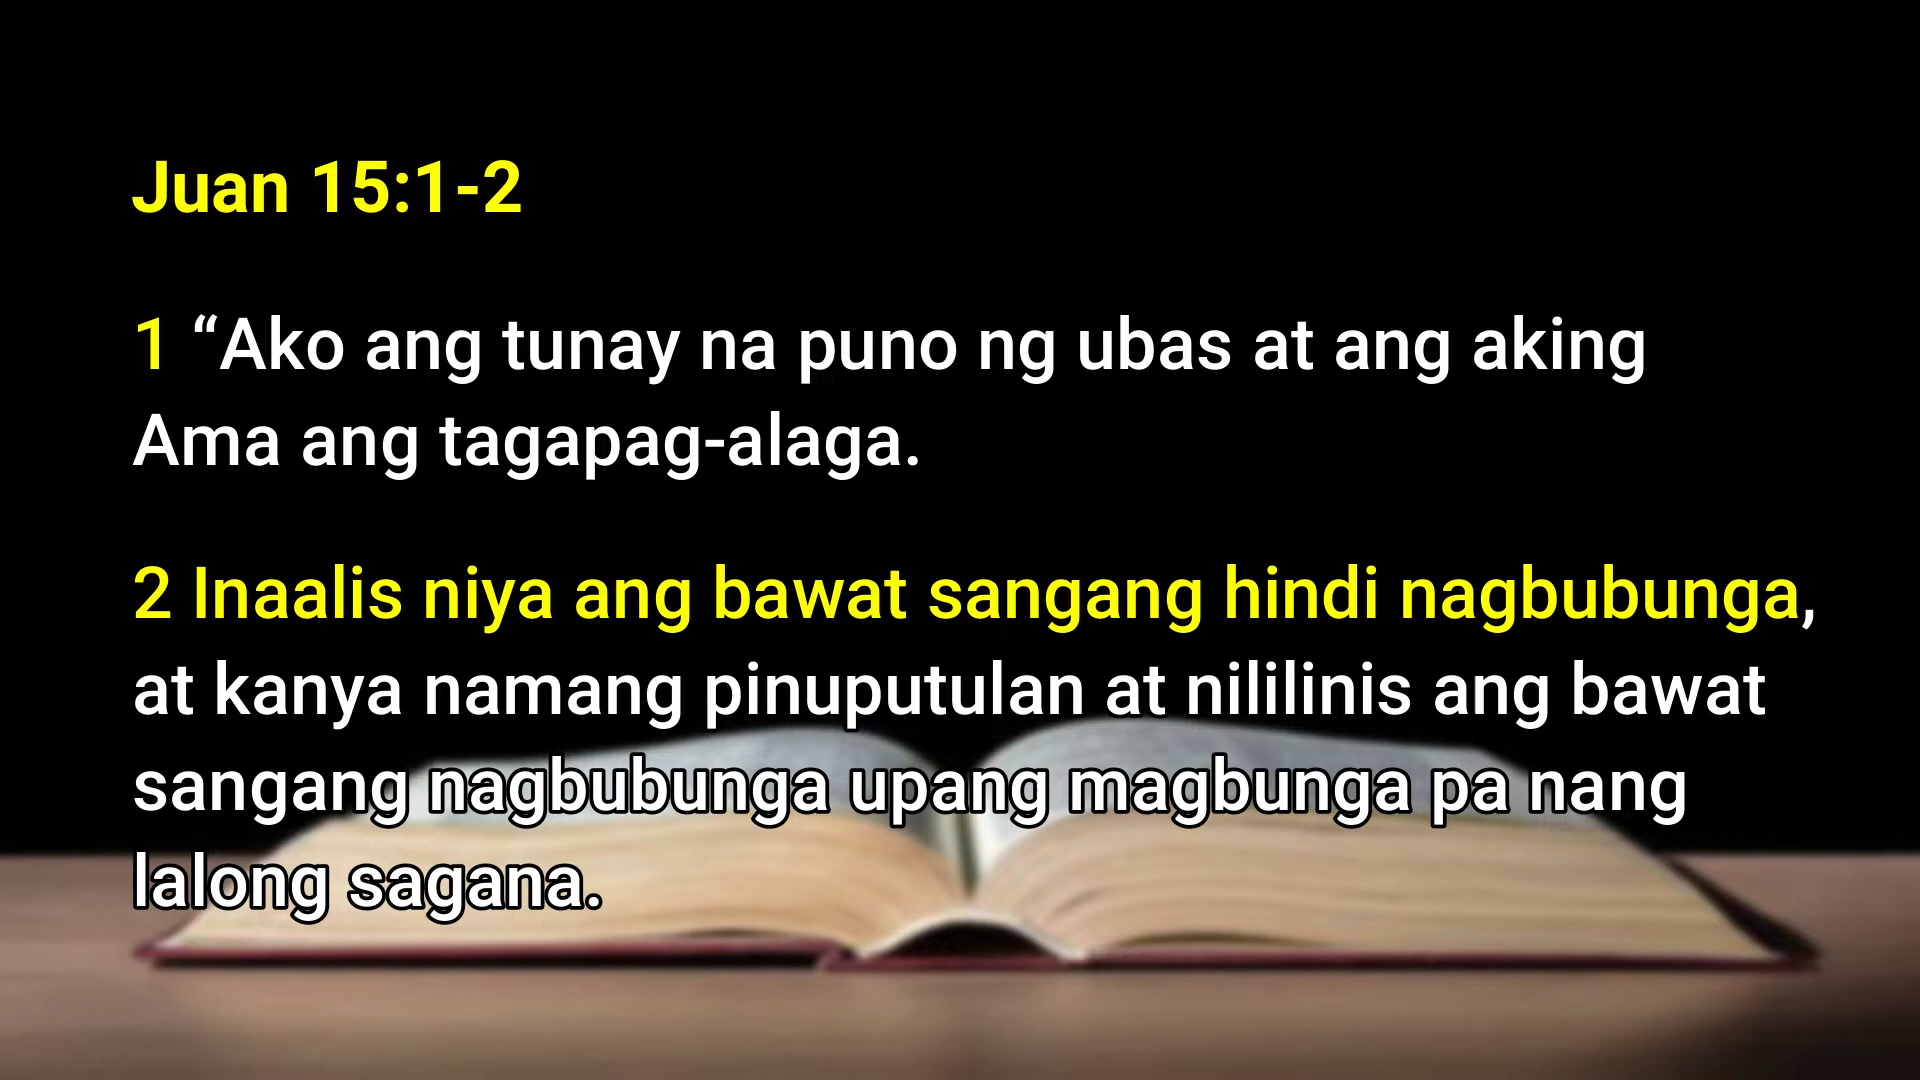 Juan 15:1-2
1 “Ako ang tunay na puno ng ubas at ang aking
Ama ang tagapag-alaga.
2 Inaalis niya ang bawat sangang hindi nagbubunga,
at kanya namang pinuputulan at nililinis ang bawat
sangang nagbubunga upang magbunga pa nang
lalong sagana.